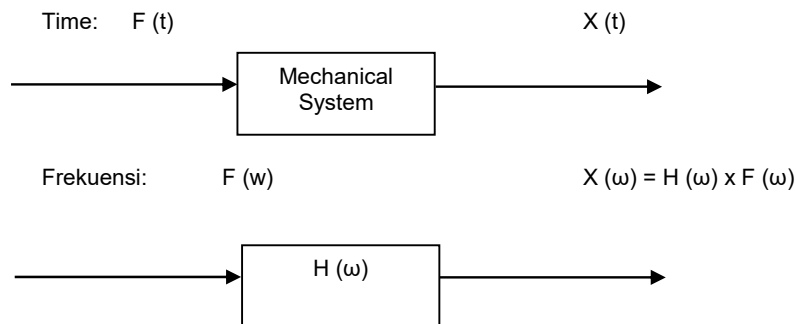 Time: F (t) X (t)
Mechanical
System
Frekuensi: F (w) X (ω) = H (ω) x F (ω)
H (ω)